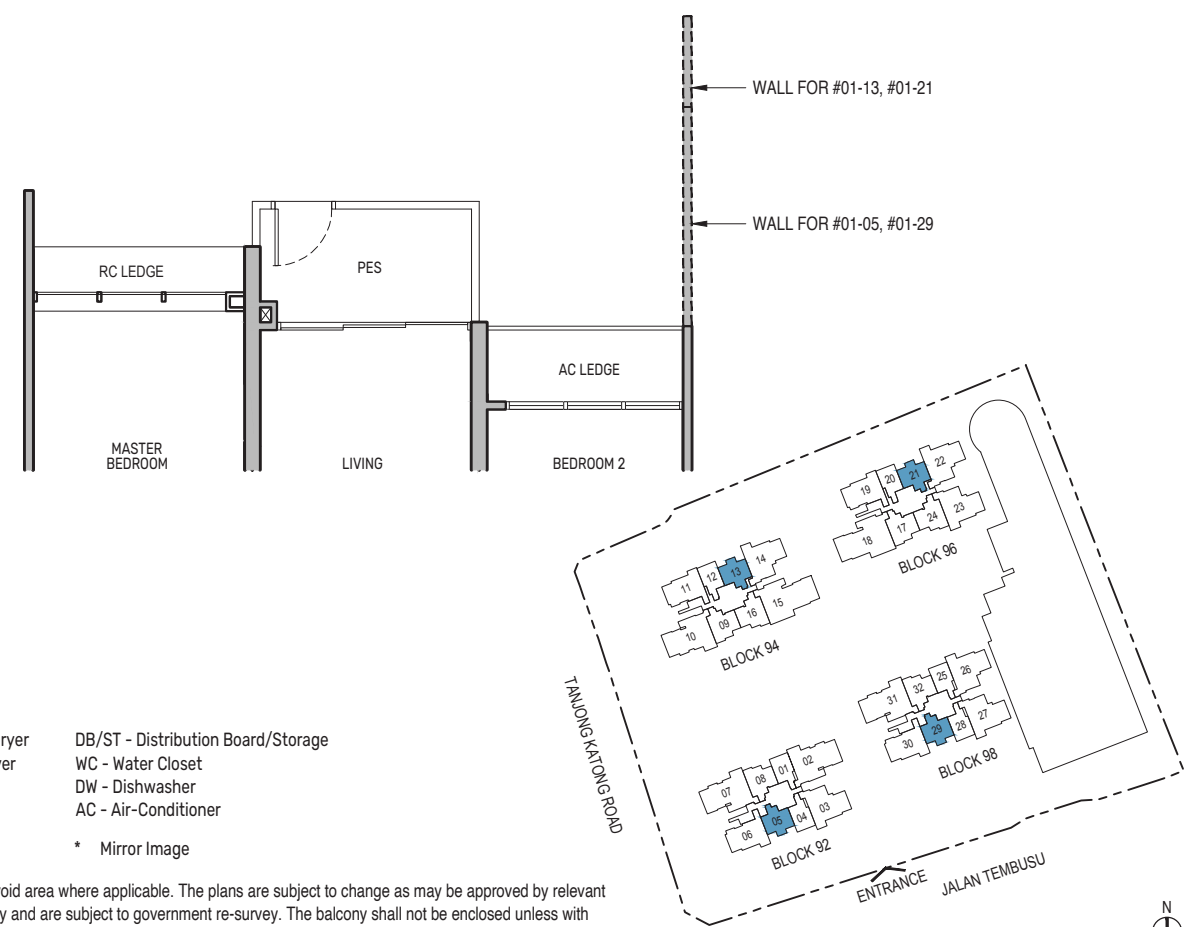 WALL FOR #01-13, #01-21
WALL FOR #01-05, #01-29
RC LEDGE
PES
AC LEDGE
MASTER
BEDROOM
LIVING
BEDROOM 2
22
21
20
19
23
24
17
18
BLOCK 96
14
13
12
11
15
16
09
10
BLOCK 94
26
25
32
31
27
28
29
30
BLOCK 98
02
01
08
07
03
04
05
06
BLOCK 92
TANJONG KATONG ROAD
ENTRANCE
JALAN TEMBUSU
N
DB/ST - Distribution Board/Storage
WC - Water Closet
DW - Dishwasher
AC - Air-Conditioner
* Mirror Image
area where applicable. The plans are subject to change as may be approved by relevant
and are subject to government re-survey. The balcony shall not be enclosed unless with